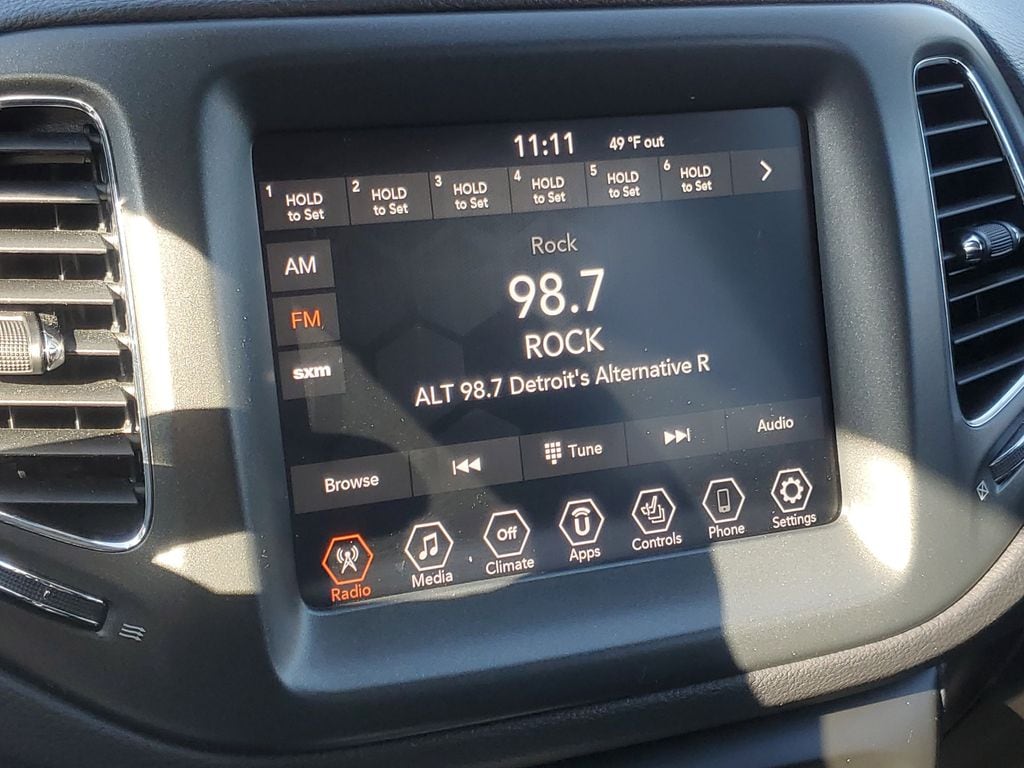 11:11 49 °F out
1 HOLD to Set
2 HOLD to Set
3 HOLD to Set
4 HOLD to Set
5 HOLD to Set
6 HOLD to Set
Rock
AM
98.7
FM
ROCK
sxm
ALT 98.7 Detroit's Alternative R
Browse Tune Audio
Off
Radio Media Climate Apps Controls Phone Settings